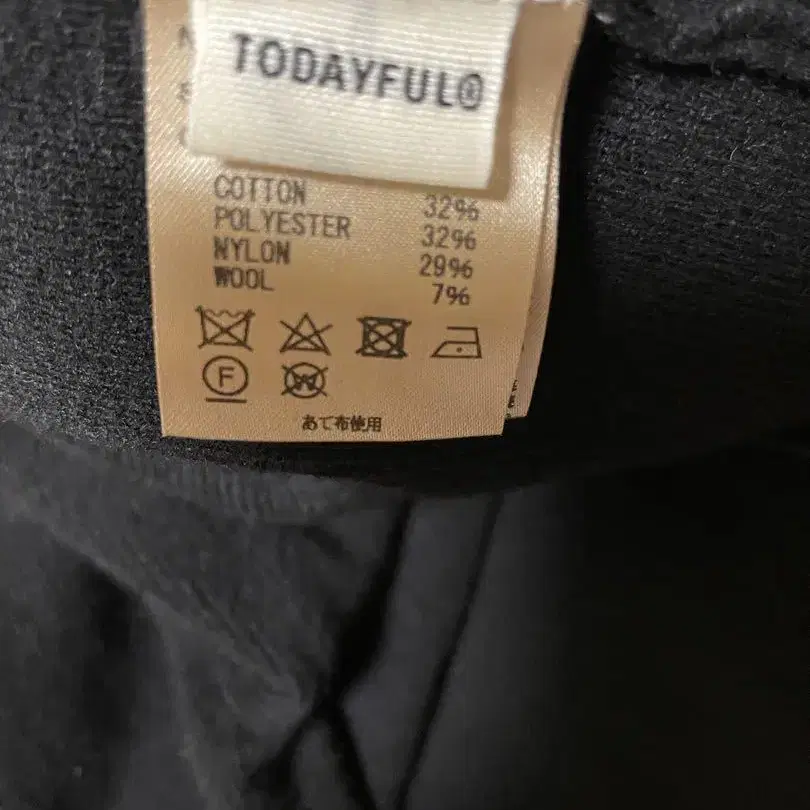 TODAYFUL®
COTTON 32%
POLYESTER 32%
NYLON 29%
WOOL 7%
F
W
あて布使用